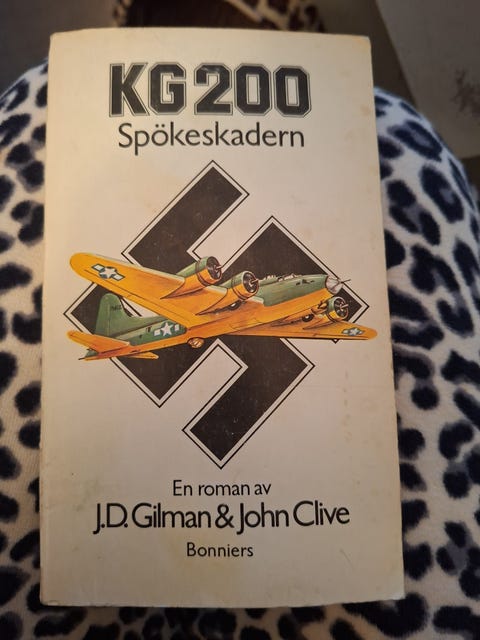 KG 200
Spökeskadern
En roman av
J.D. Gilman & John Clive
Bonniers